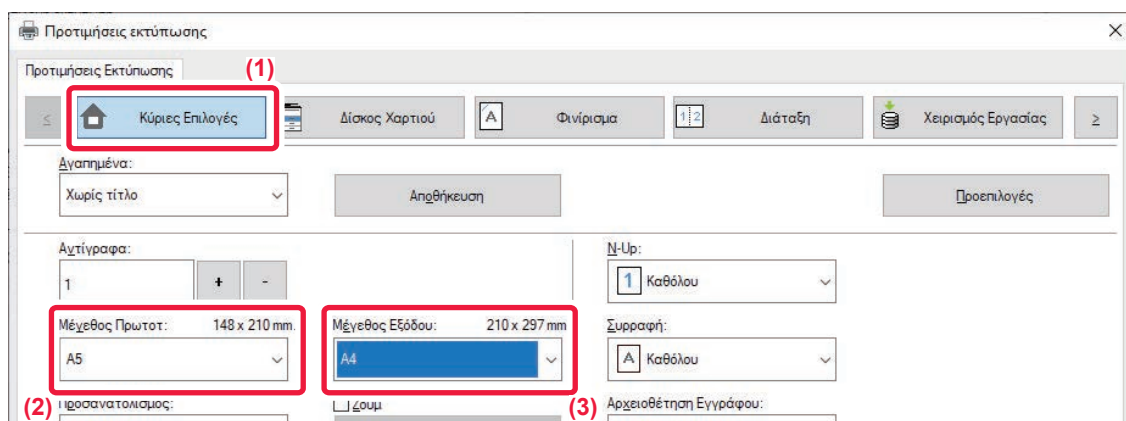 Προτιμήσεις εκτύπωσης
Προτιμήσεις Εκτύπωσης
(1)
< Κύριες Επιλογές Δίσκος Χαρτιού Φινίρισμα 1 2 Διάταξη Χειρισμός Εργασίας >
Αγαπημένα:
Χωρίς τίτλο Αποθήκευση Προεπιλογές
Αντίγραφα: N-Up:
1 + - 1 Καθόλου
Μέγεθος Πρωτοτ: 148 x 210 mm. Μέγεθος Εξόδου: 210 x 297 mm Συρραφή:
A5 A4 A Καθόλου
(2) Προσανατολισμός: Ζουμ (3) Αρχειοθέτηση Εγγράφου: